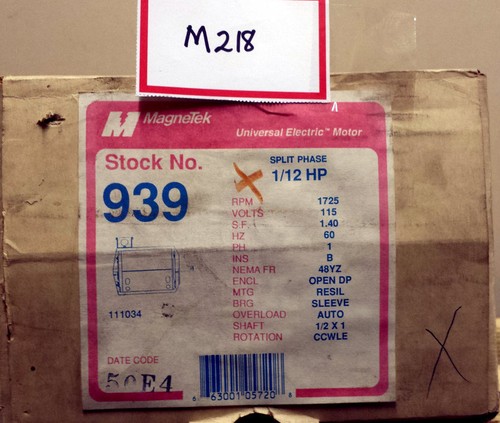 M218
MagneTek
Universal Electric™ Motor
Stock No.
939
SPLIT PHASE
1/12 HP
RPM 1725
VOLTS 115
S.F. 1.40
HZ 60
PH 1
INS B
NEMA FR 48YZ
ENCL OPEN DP
MTG RESIL
BRG SLEEVE
OVERLOAD AUTO
SHAFT 1/2 X 1
ROTATION CCWLE
111034
DATE CODE
50E4
6 63001 05720 8